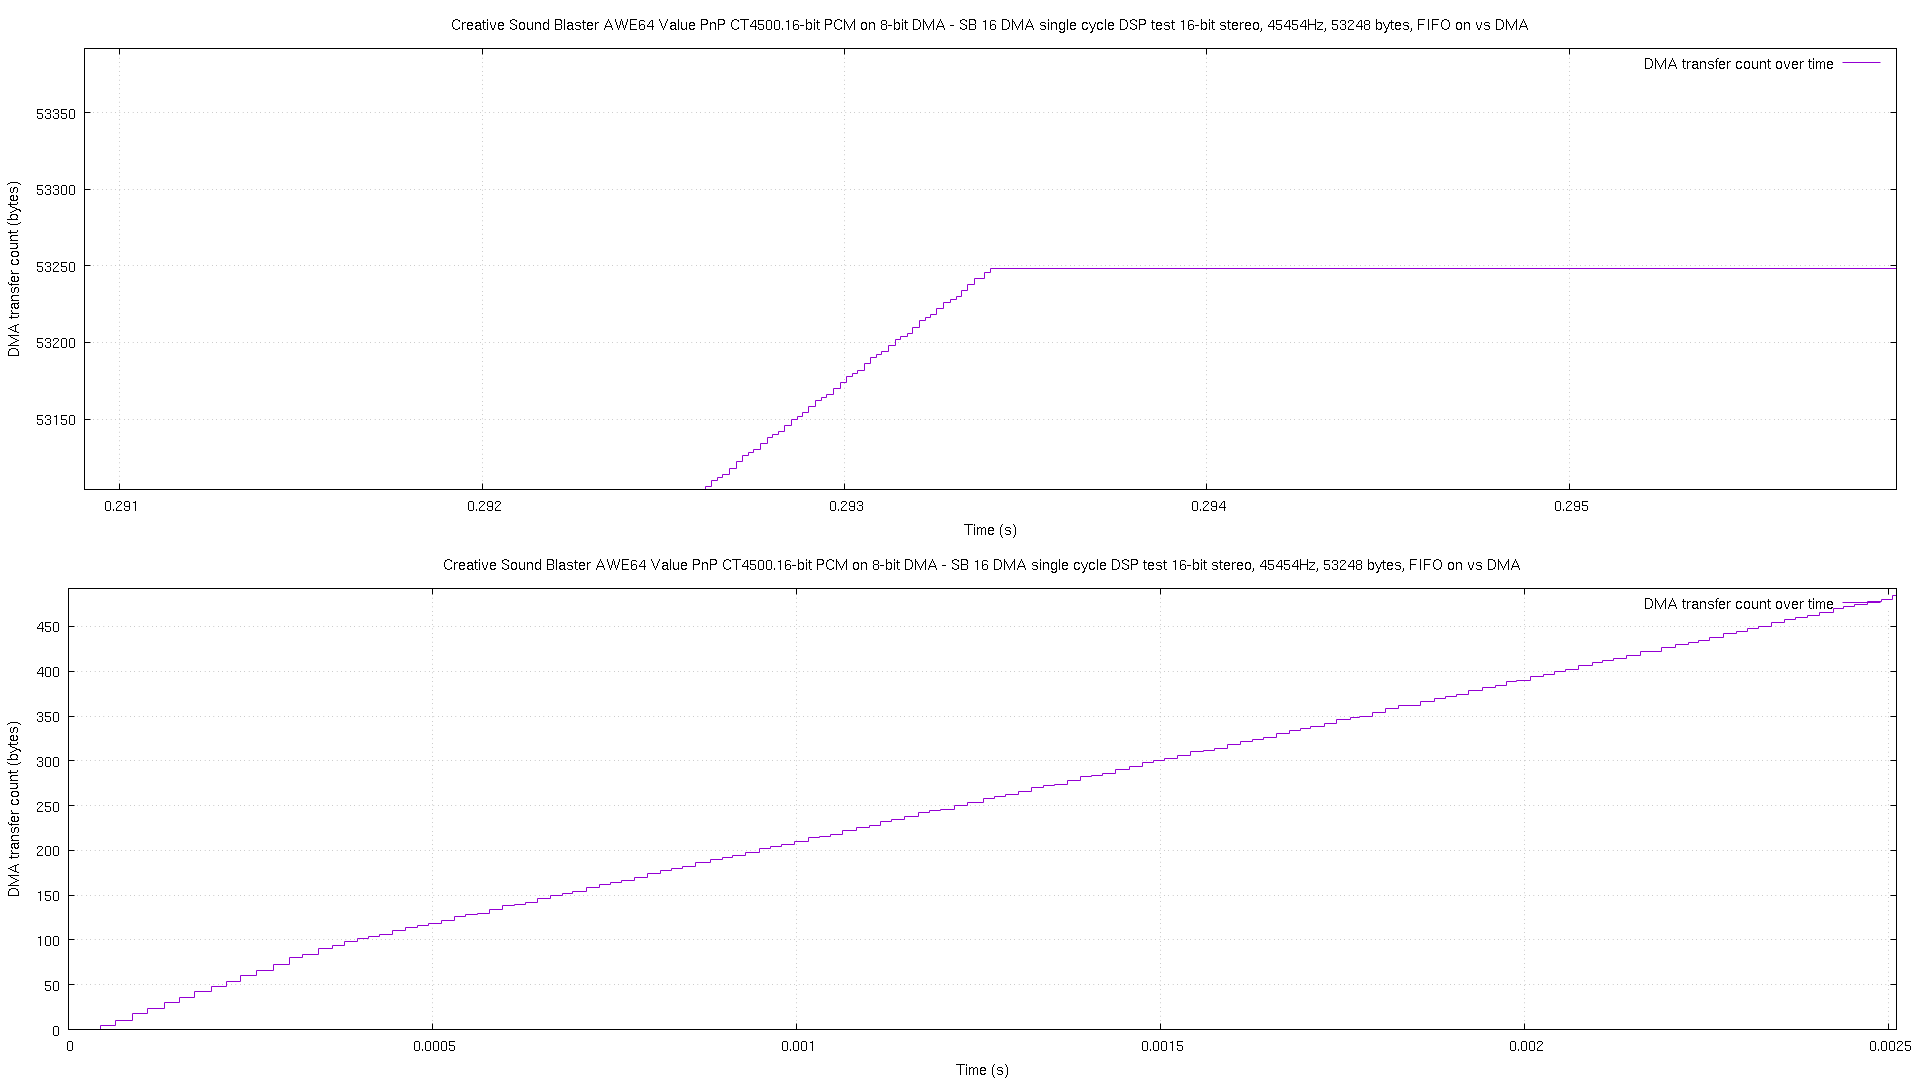 Creative Sound Blaster AWE64 Value PnP CT4500.16-bit PCM on 8-bit DMA - SB 16 DMA single cycle DSP test 16-bit stereo, 45454Hz, 53248 bytes, FIFO on vs DMA
DMA transfer count over time
53350
53300
53250
53200
53150
DMA transfer count (bytes)
0.291 0.292 0.293 0.294 0.295
Time (s)
Creative Sound Blaster AWE64 Value PnP CT4500.16-bit PCM on 8-bit DMA - SB 16 DMA single cycle DSP test 16-bit stereo, 45454Hz, 53248 bytes, FIFO on vs DMA
DMA transfer count over time
450
400
350
300
250
200
150
100
50
0
DMA transfer count (bytes)
0 0.0005 0.001 0.0015 0.002 0.0025
Time (s)